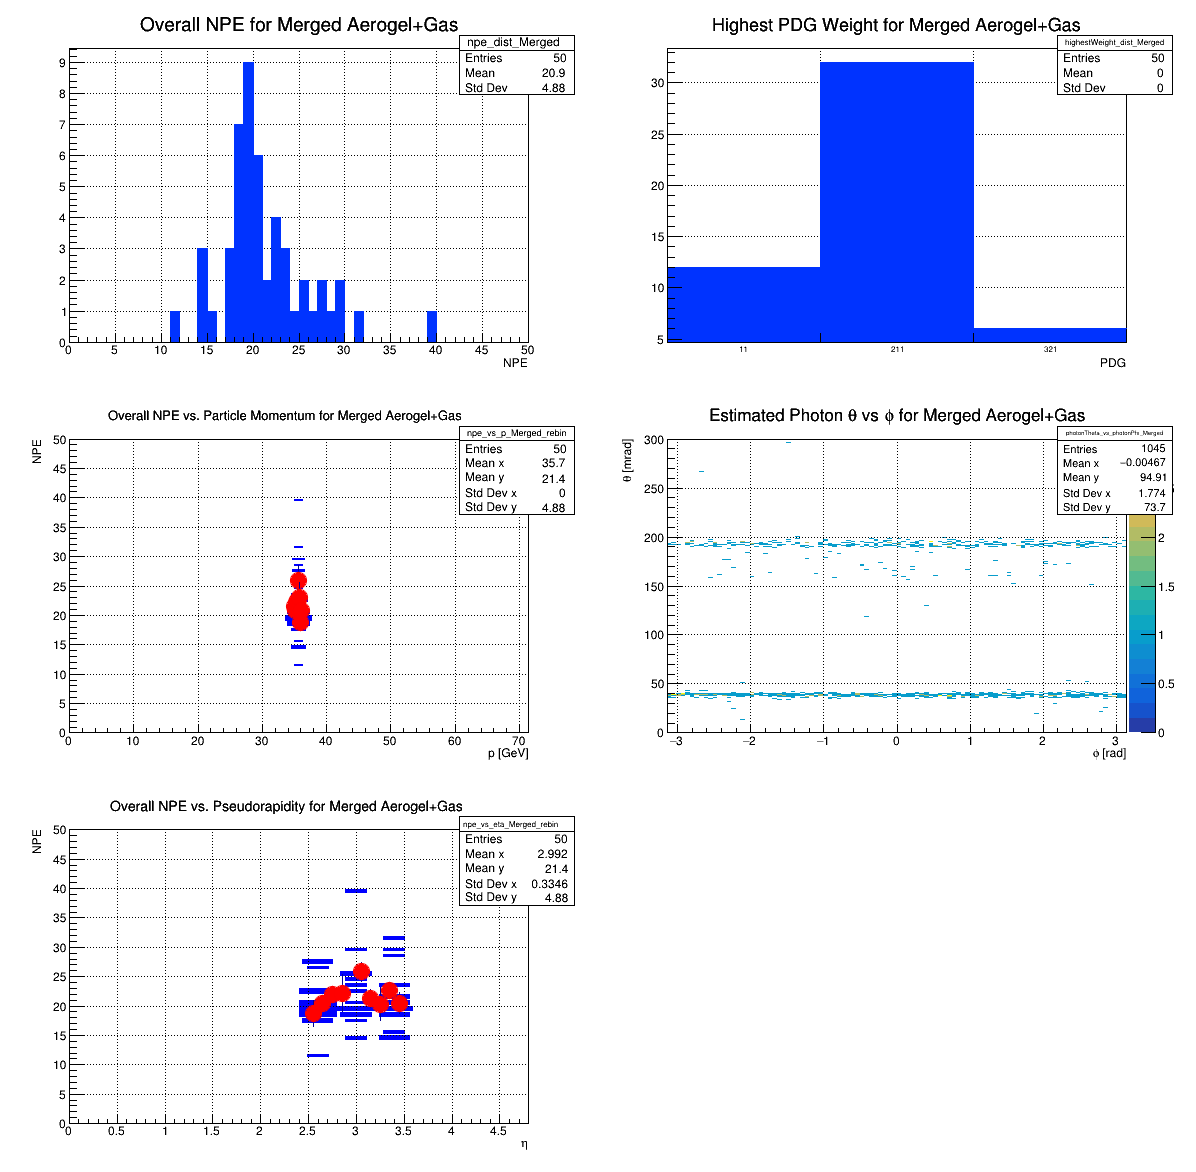 Overall NPE for Merged Aerogel+Gas
npe_dist_Merged
Entries 50
Mean 20.9
Std Dev 4.88
9
8
7
6
5
4
3
2
1
0
0 5 10 15 20 25 30 35 40 45 50
NPE
Highest PDG Weight for Merged Aerogel+Gas
highestWeight_dist_Merged
Entries 50
Mean 0
Std Dev 0
30
25
20
15
10
5
11 211 321
PDG
Overall NPE vs. Particle Momentum for Merged Aerogel+Gas
NPE
npe_vs_p_Merged_rebin
Entries 50
Mean x 35.7
Mean y 21.4
Std Dev x 0
Std Dev y 4.88
50
45
40
35
30
25
20
15
10
5
0
0 10 20 30 40 50 60 70
p [GeV]
Estimated Photon θ vs ϕ for Merged Aerogel+Gas
θ [mrad]
photonTheta_vs_photonPhi_Merged
Entries 1045
Mean x −0.00467
Mean y 94.91
Std Dev x 1.774
Std Dev y 73.7
300
250
200
150
100
50
0
−3 −2 −1 0 1 2 3
ϕ [rad]
2
1.5
1
0.5
0
Overall NPE vs. Pseudorapidity for Merged Aerogel+Gas
NPE
npe_vs_eta_Merged_rebin
Entries 50
Mean x 2.992
Mean y 21.4
Std Dev x 0.3346
Std Dev y 4.88
50
45
40
35
30
25
20
15
10
5
0
0 0.5 1 1.5 2 2.5 3 3.5 4 4.5
η